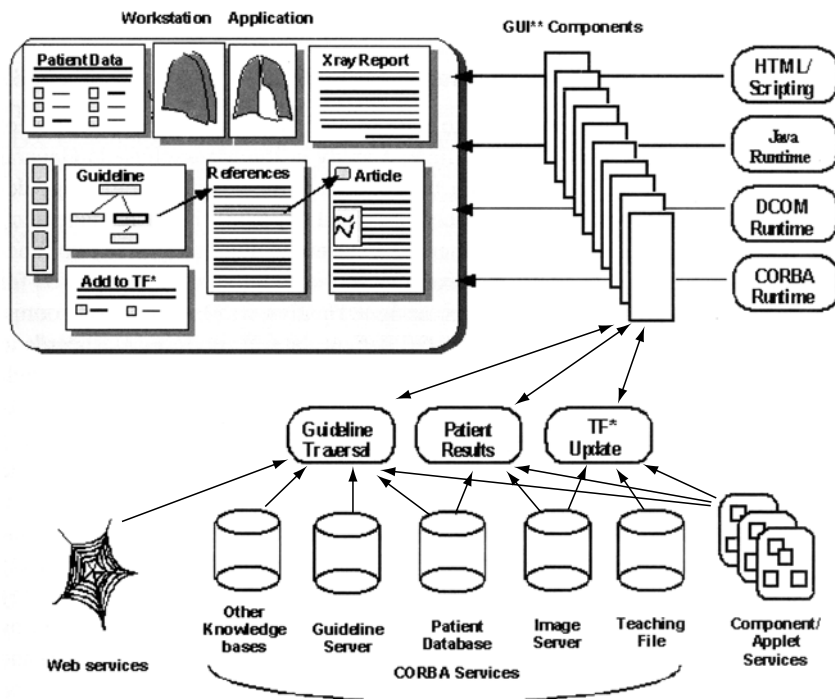 Workstation Application
GUI** Components
Patient Data
Xray Report
HTML/
Scripting
Java
Runtime
Guideline
References
Article
DCOM
Runtime
Add to TF*
CORBA
Runtime
Guideline
Traversal
Patient
Results
TF*
Update
Other
Knowledge
bases
Guideline
Server
Patient
Database
Image
Server
Teaching
File
Component/
Applet
Services
Web services
CORBA Services